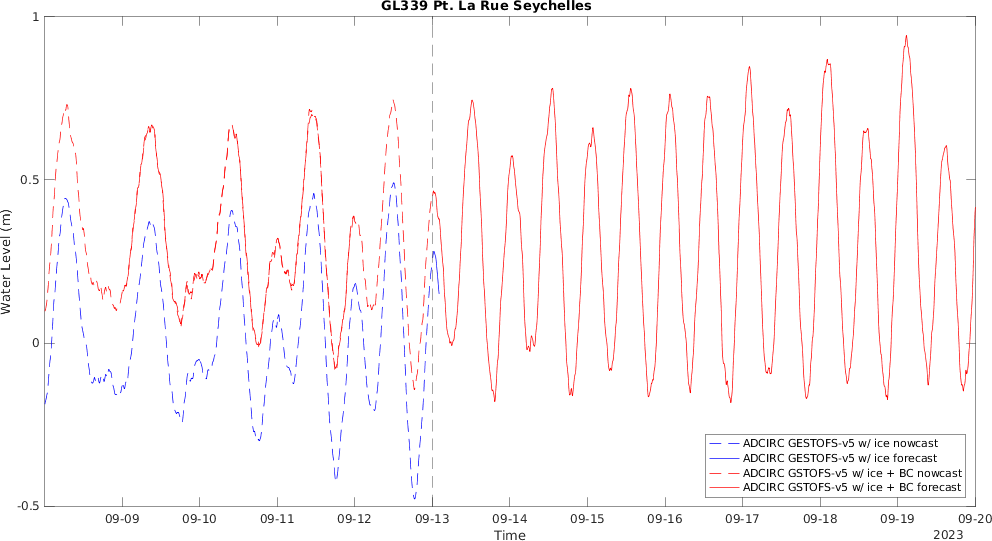 GL339 Pt. La Rue Seychelles
1
0.5
0
-0.5
Water Level (m)
ADCIRC GESTOFS-v5 w/ ice nowcast
ADCIRC GESTOFS-v5 w/ ice forecast
ADCIRC GSTOFS-v5 w/ ice + BC nowcast
ADCIRC GSTOFS-v5 w/ ice + BC forecast
09-09 09-10 09-11 09-12 09-13 09-14 09-15 09-16 09-17 09-18 09-19 09-20
Time
2023